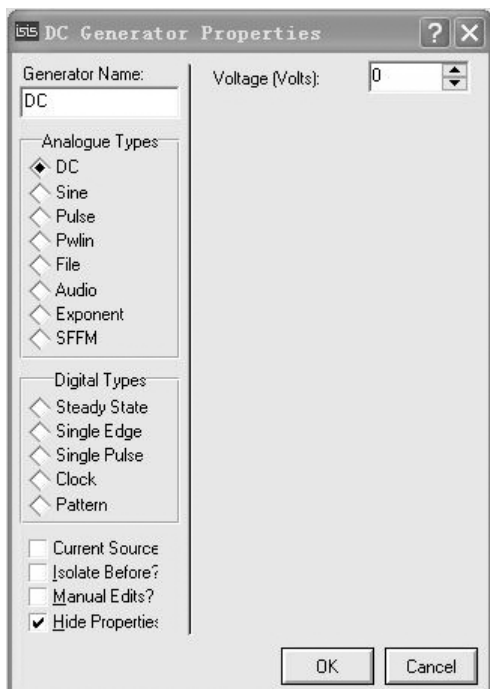 isis DC Generator Properties
Generator Name:
DC
Analogue Types
DC
Sine
Pulse
Pwlin
File
Audio
Exponent
SFFM
Digital Types
Steady State
Single Edge
Single Pulse
Clock
Pattern
Current Source
Isolate Before?
Manual Edits?
Hide Properties
Voltage (Volts): 0
OK Cancel